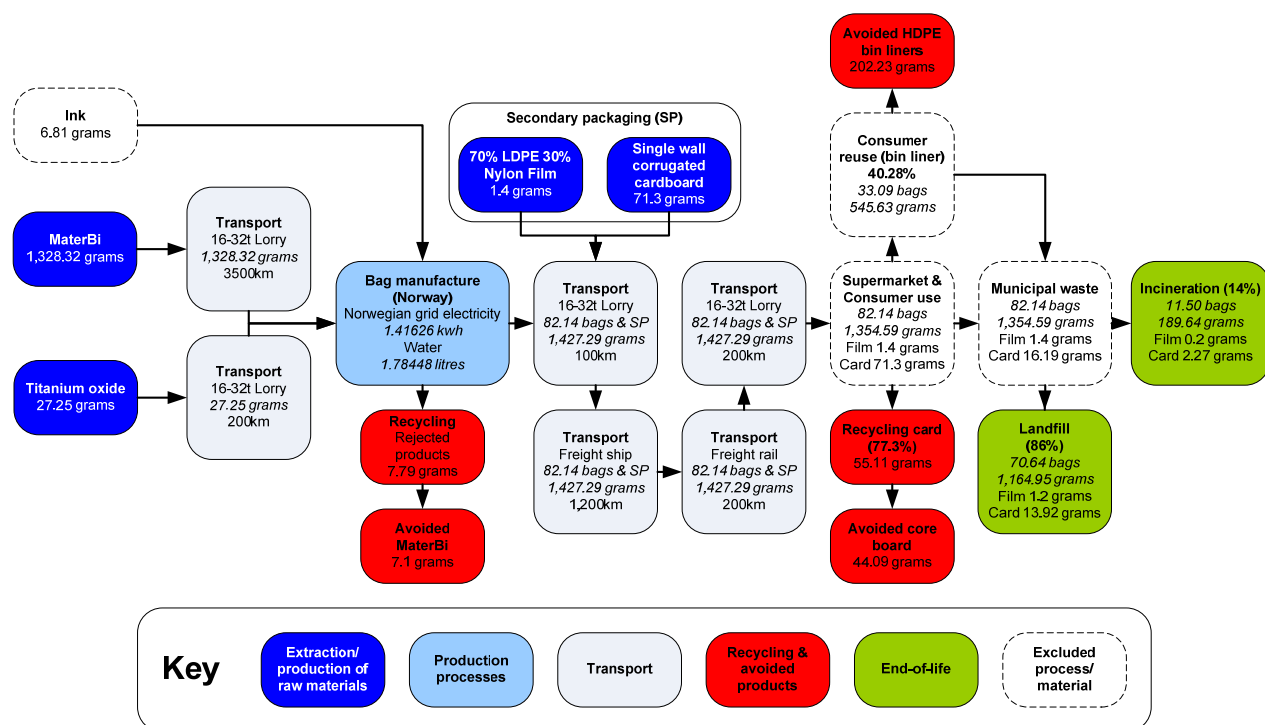 Ink
6.81 grams
MaterBi
1,328.32 grams
Titanium oxide
27.25 grams
Transport
16-32t Lorry
1,328.32 grams
3500km
Transport
16-32t Lorry
27.25 grams
200km
Bag manufacture
(Norway)
Norwegian grid electricity
1.41626 kwh
Water
1.78448 litres
Recycling
Rejected
products
7.79 grams
Avoided
MaterBi
7.1 grams
Secondary packaging (SP)
70% LDPE 30%
Nylon Film
1.4 grams
Single wall
corrugated
cardboard
71.3 grams
Transport
16-32t Lorry
82.14 bags & SP
1,427.29 grams
100km
Transport
Freight ship
82.14 bags & SP
1,427.29 grams
1,200km
Transport
Freight rail
82.14 bags & SP
1,427.29 grams
200km
Transport
16-32t Lorry
82.14 bags & SP
1,427.29 grams
200km
Avoided HDPE
bin liners
202.23 grams
Consumer
reuse (bin liner)
40.28%
33.09 bags
545.63 grams
Supermarket &
Consumer use
82.14 bags
1,354.59 grams
Film 1.4 grams
Card 71.3 grams
Recycling card
(77.3%)
55.11 grams
Avoided core
board
44.09 grams
Municipal waste
82.14 bags
1,354.59 grams
Film 1.4 grams
Card 16.19 grams
Incineration (14%)
11.50 bags
189.64 grams
Film 0.2 grams
Card 2.27 grams
Landfill
(86%)
70.64 bags
1,164.95 grams
Film 1.2 grams
Card 13.92 grams
Key
Extraction/
production of
raw materials
Production
processes
Transport
Recycling &
avoided
products
End-of-life
Excluded
process/
material